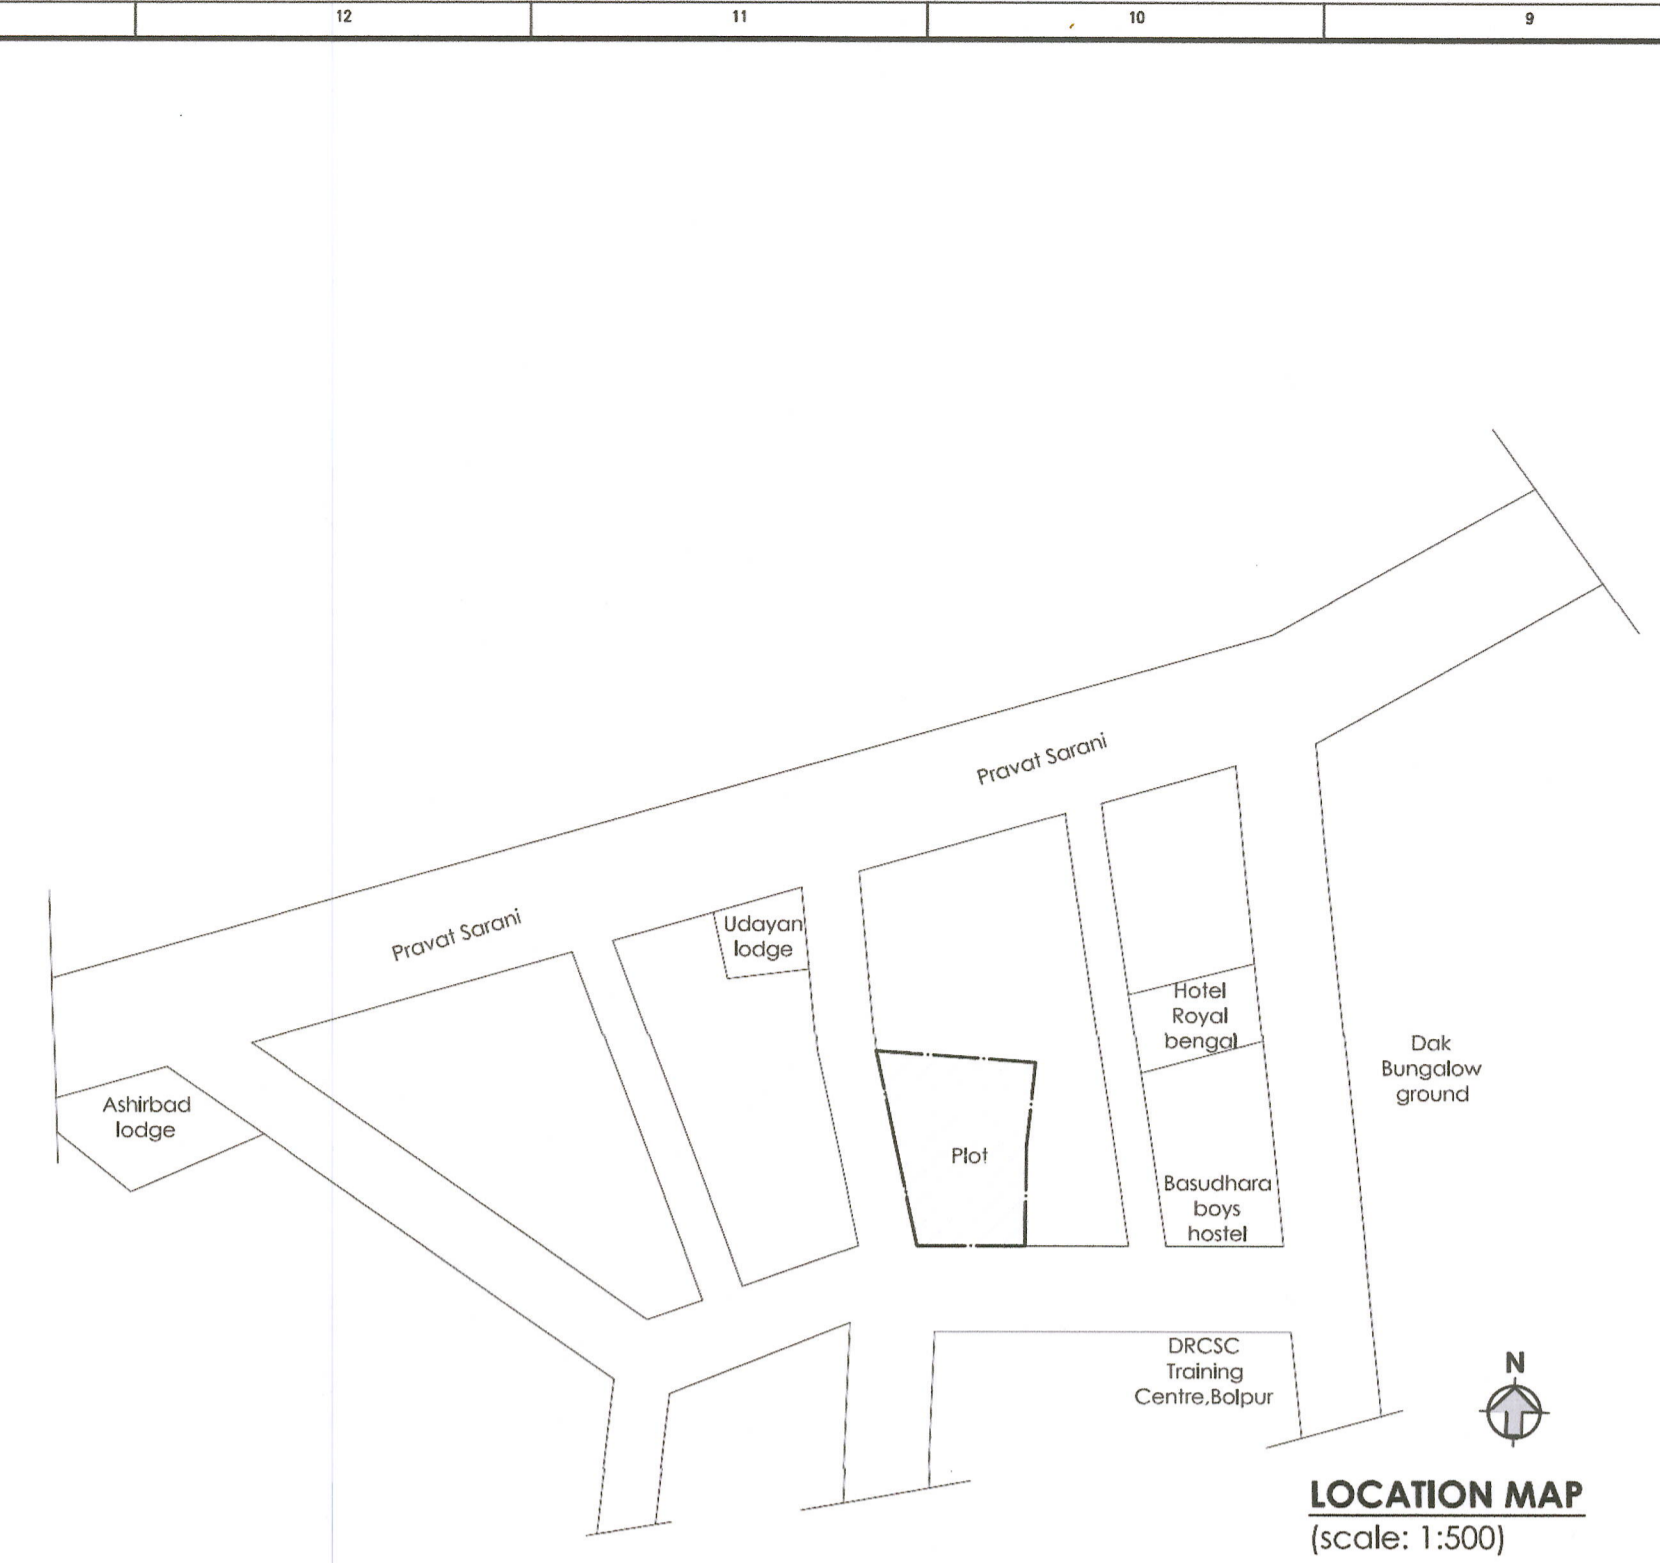 12
11
10
9
Pravat Sarani
Pravat Sarani
Udayan
lodge
Hotel
Royal
bengal
Dak
Bungalow
ground
Ashirbad
lodge
Plot
Basudhara
boys
hostel
DRCSC
Training
Centre,Bolpur
N
LOCATION MAP
(scale: 1:500)